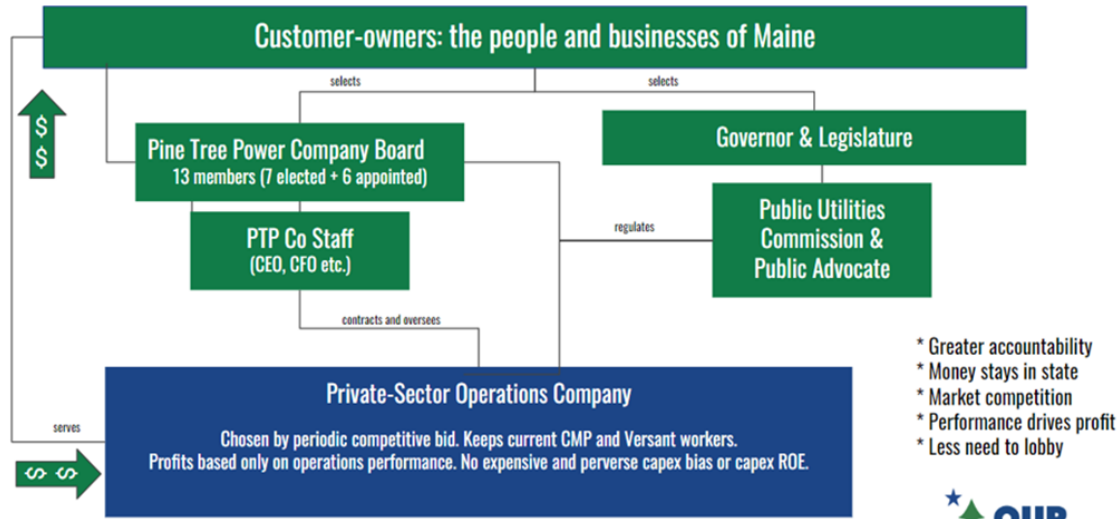 Customer-owners: the people and businesses of Maine
selects
selects
$
$
Pine Tree Power Company Board
13 members (7 elected + 6 appointed)
Governor & Legislature
PTP Co Staff
(CEO, CFO etc.)
Public Utilities
Commission &
Public Advocate
regulates
contracts and oversees
Private-Sector Operations Company
Chosen by periodic competitive bid. Keeps current CMP and Versant workers.
Profits based only on operations performance. No expensive and perverse capex bias or capex ROE.
serves
$ $
* Greater accountability
* Money stays in state
* Market competition
* Performance drives profit
* Less need to lobby